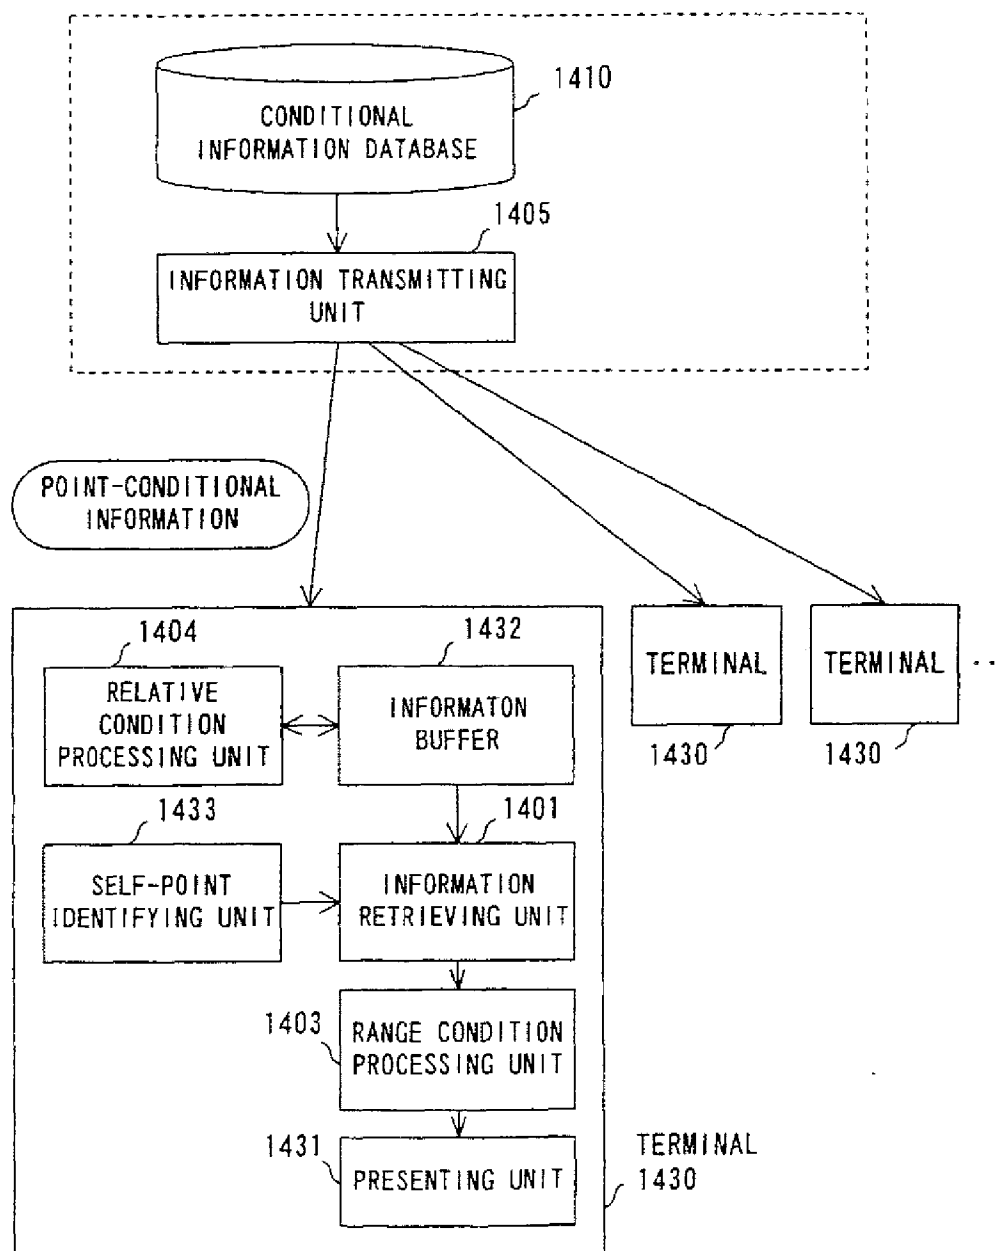 1410
CONDITIONAL
INFORMATION DATABASE
1405
INFORMATION TRANSMITTING
UNIT
POINT-CONDITIONAL
INFORMATION
1404
RELATIVE
CONDITION
PROCESSING UNIT
1432
INFORMATON
BUFFER
TERMINAL
1430
TERMINAL
1430
. .
1433
SELF-POINT
IDENTIFYING UNIT
1401
INFORMATION
RETRIEVING UNIT
1403
RANGE CONDITION
PROCESSING UNIT
1431
PRESENTING UNIT
TERMINAL
1430